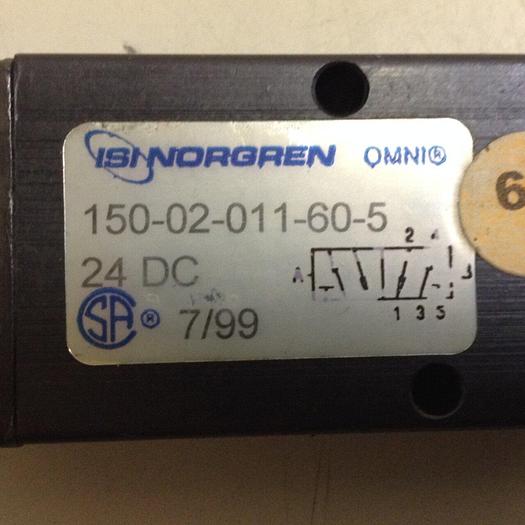 ISI-NORGREN OMNI®
150-02-011-60-5
24 DC
SA ® 7/99
2 4
A B
1 3 5
6